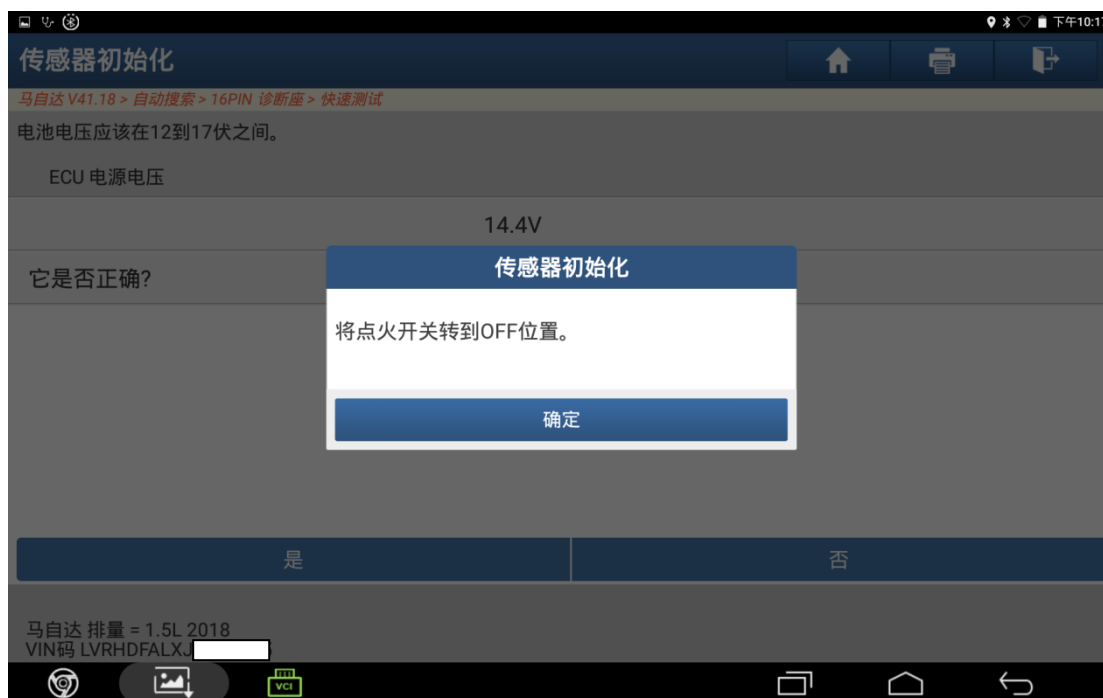 下午10:17
传感器初始化
马自达 V41.18 > 自动搜索 > 16PIN 诊断座 > 快速测试
电池电压应该在12到17伏之间。
ECU 电源电压
14.4V
它是否正确?
传感器初始化
将点火开关转到OFF位置。
确定
是
否
马自达 排量 = 1.5L 2018
VIN码 LVRHDFALXJ
VCI